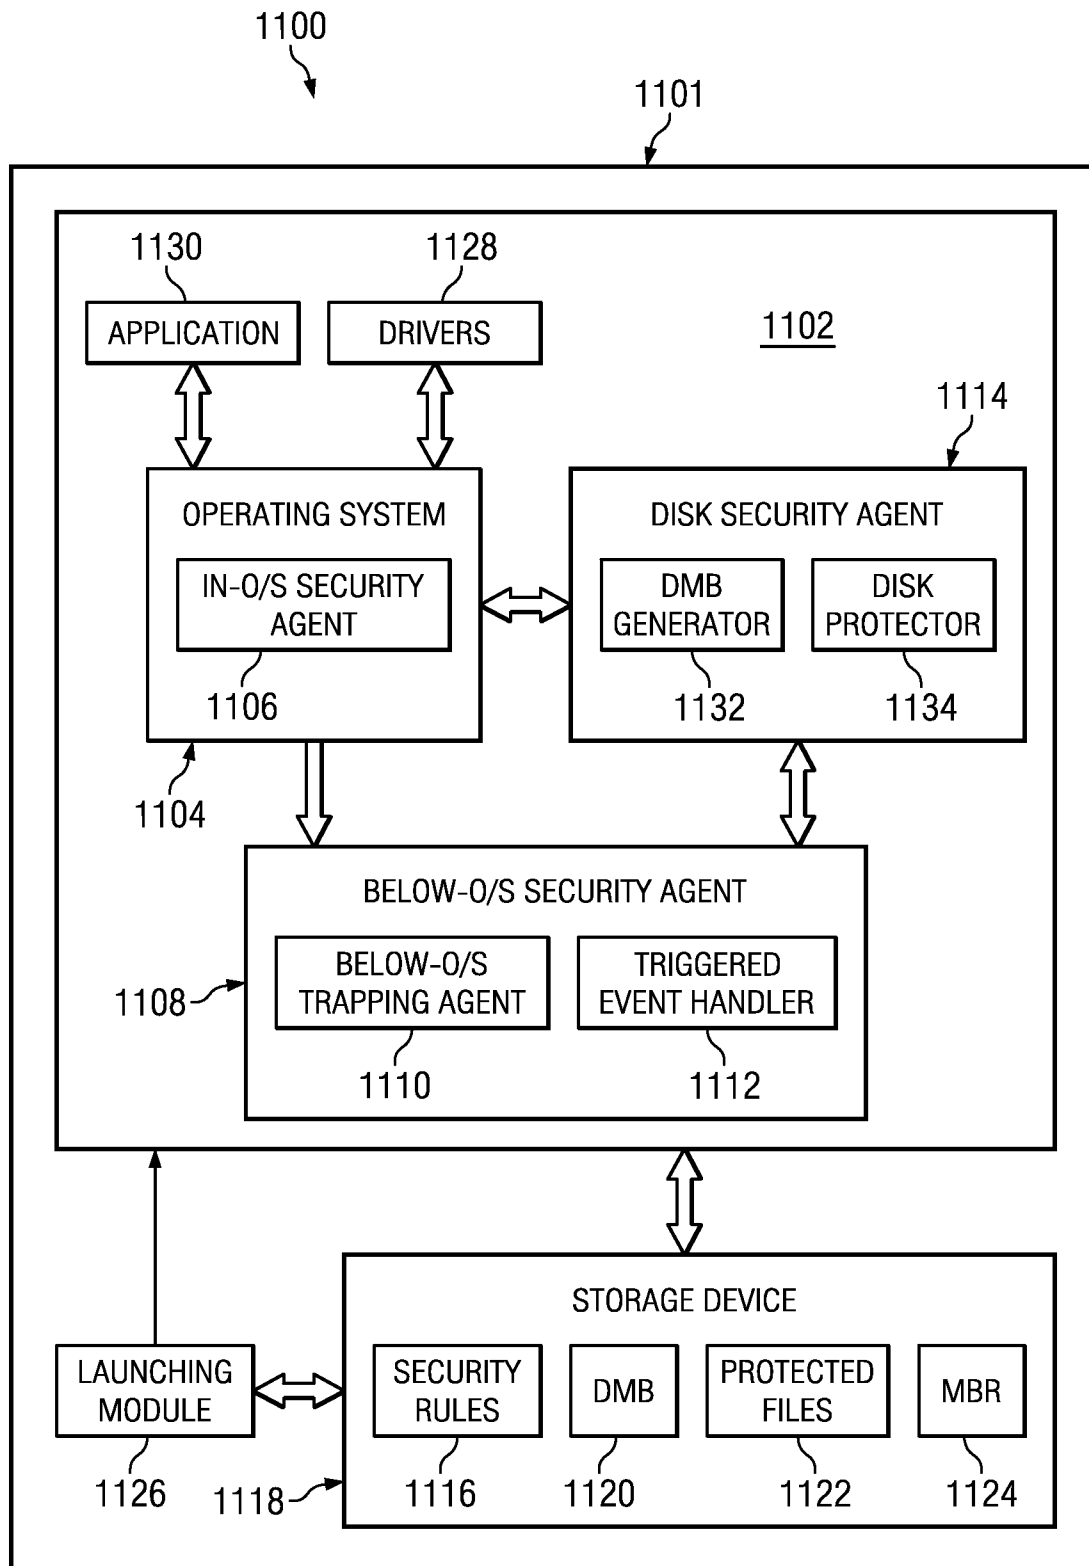 1100
1101
1130
1128
APPLICATION
DRIVERS
1102
1114
OPERATING SYSTEM
DISK SECURITY AGENT
IN-O/S SECURITY
AGENT
DMB
GENERATOR
DISK
PROTECTOR
1106
1132
1134
1104
BELOW-O/S SECURITY AGENT
BELOW-O/S
TRAPPING AGENT
TRIGGERED
EVENT HANDLER
1108
1110
1112
STORAGE DEVICE
LAUNCHING
MODULE
SECURITY
RULES
DMB
PROTECTED
FILES
MBR
1126
1118
1116
1120
1122
1124